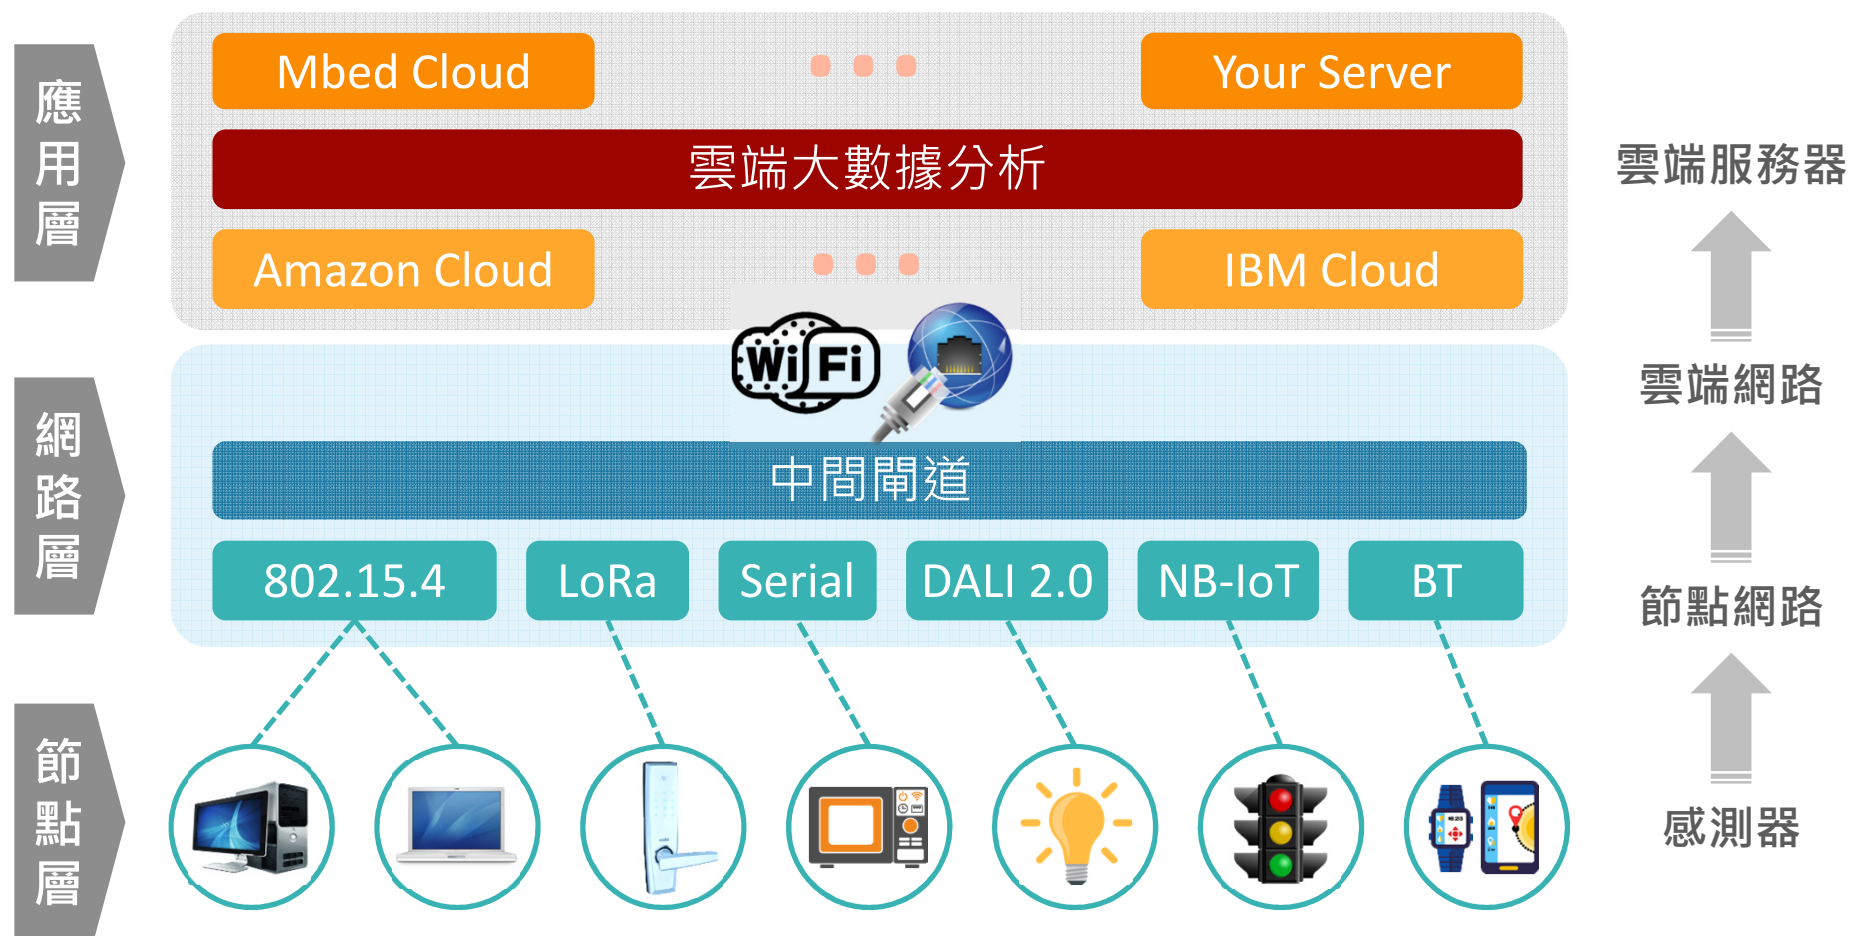 應用層
Mbed Cloud
Your Server
雲端大數據分析
Amazon Cloud
IBM Cloud
雲端服務器
WiFi
雲端網路
網路層
中間閘道
802.15.4
LoRa
Serial
DALI 2.0
NB-IoT
BT
節點網路
節點層
感測器